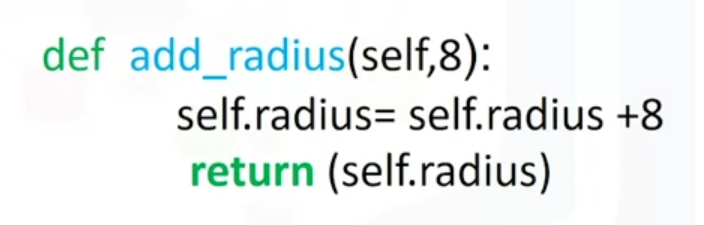 def add_radius(self,8):
self.radius= self.radius +8
return (self.radius)